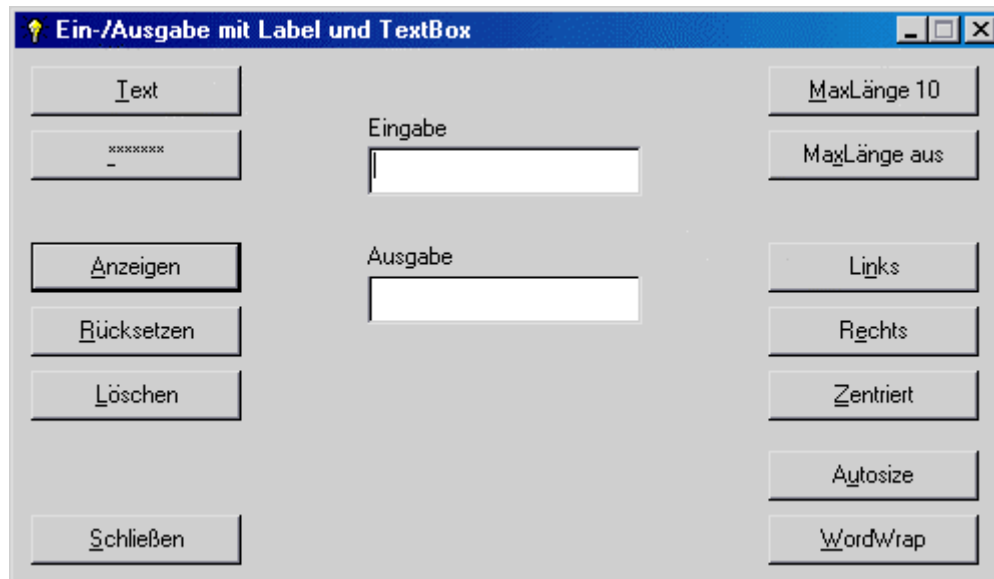 Ein-/Ausgabe mit Label und TextBox
Text
*******
Anzeigen
Rücksetzen
Löschen
Schließen
Eingabe
Ausgabe
MaxLänge 10
MaxLänge aus
Links
Rechts
Zentriert
Autosize
WordWrap